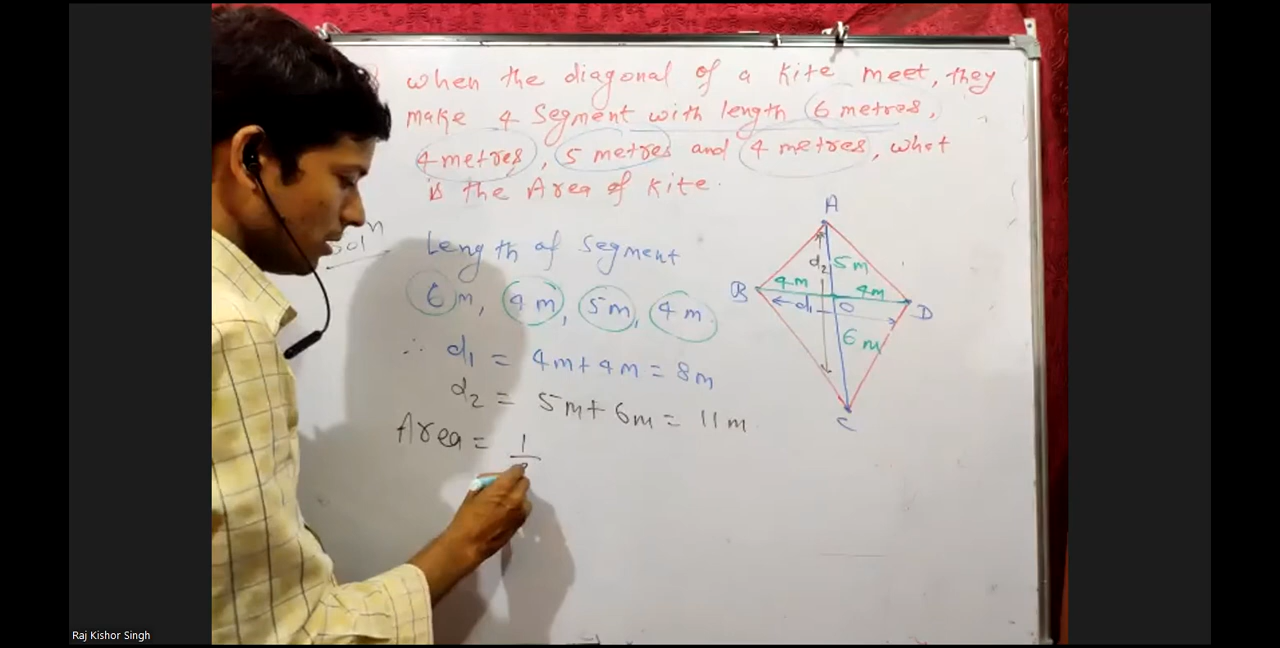 When the diagonal of a Kite meet, they
make 4 Segment with length (6 metres,
4 metres, 5 metres and 4 metres, what
is the Area of Kite.
Solⁿ
Length of Segment
6 m, 4 m, 5 m, 4 m
∴ d₁ = 4m + 4m = 8m
d₂ = 5m + 6m = 11m
Area = 1
A
d₂ 5m
B 4m 4m
d₁ O D
6 m
C
Raj Kishor Singh